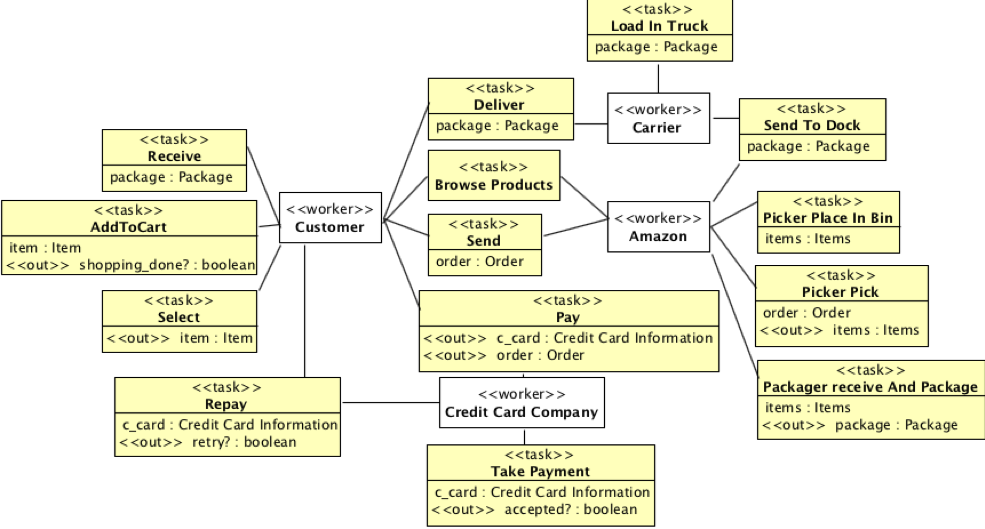 <<task>>
Load In Truck
package : Package
<<task>>
Deliver
package : Package
<<worker>>
Carrier
<<task>>
Send To Dock
package : Package
<<task>>
Receive
package : Package
<<task>>
Browse Products
<<worker>>
Customer
<<task>>
AddToCart
item : Item
<<out>> shopping_done? : boolean
<<task>>
Send
order : Order
<<worker>>
Amazon
<<task>>
Picker Place In Bin
items : Items
<<task>>
Select
<<out>> item : Item
<<task>>
Pay
<<out>> c_card : Credit Card Information
<<out>> order : Order
<<task>>
Picker Pick
order : Order
<<out>> items : Items
<<task>>
Repay
c_card : Credit Card Information
<<out>> retry? : boolean
<<worker>>
Credit Card Company
<<task>>
Packager receive And Package
items : Items
<<out>> package : Package
<<task>>
Take Payment
c_card : Credit Card Information
<<out>> accepted? : boolean